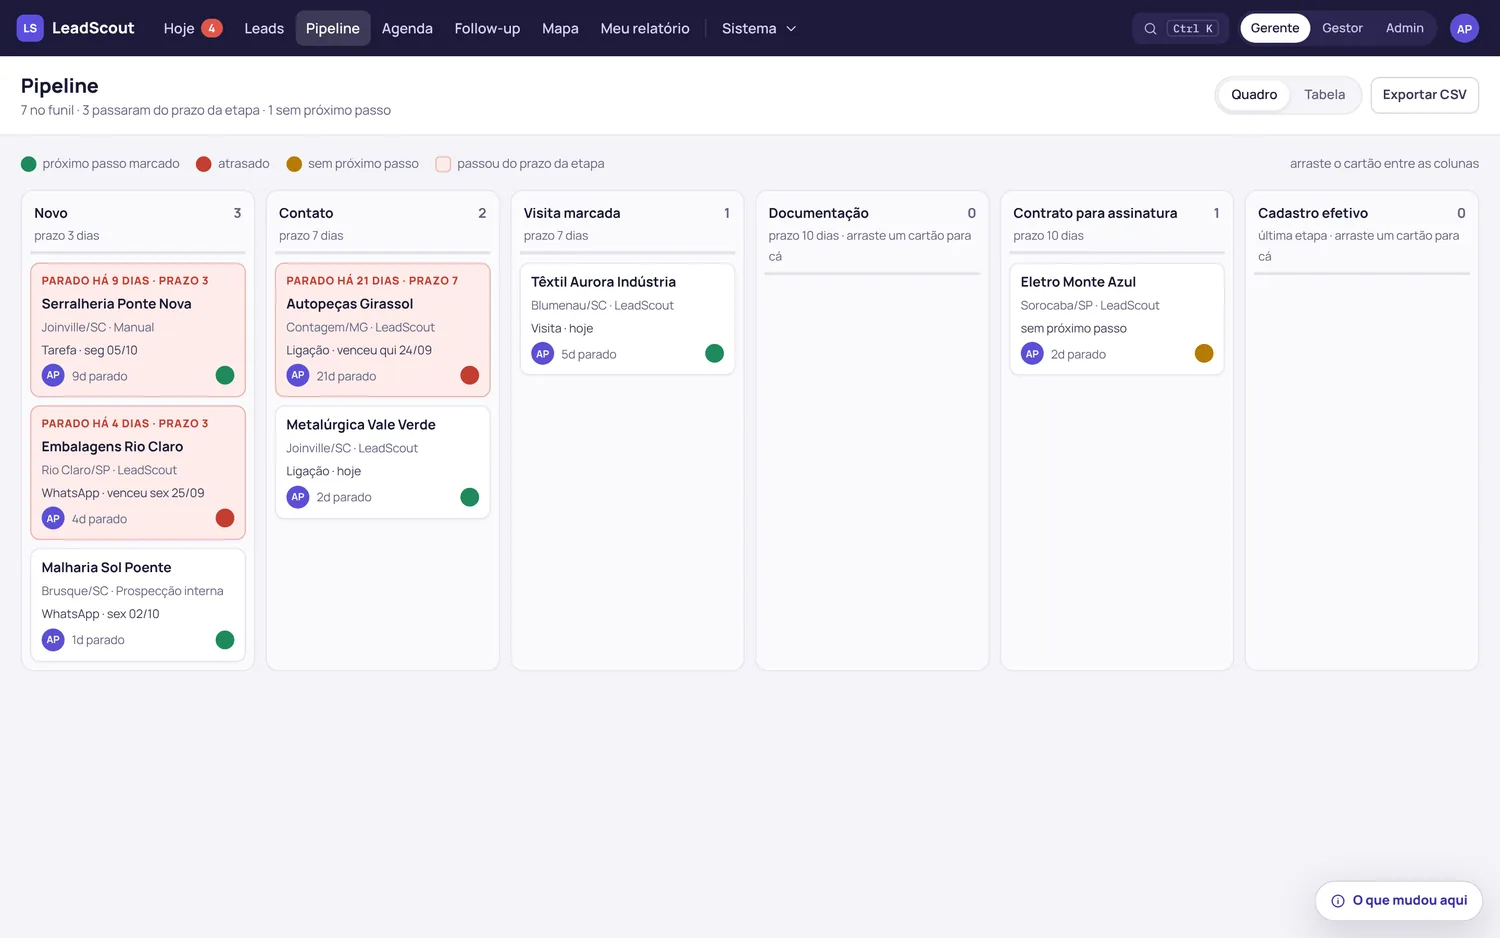 LS LeadScout Hoje 4 Leads Pipeline Agenda Follow-up Mapa Meu relatório Sistema Ctrl K Gerente Gestor Admin AP
Pipeline
7 no funil · 3 passaram do prazo da etapa · 1 sem próximo passo
Quadro Tabela Exportar CSV
próximo passo marcado atrasado sem próximo passo passou do prazo da etapa arraste o cartão entre as colunas
Novo 3
prazo 3 dias
PARADO HÁ 9 DIAS · PRAZO 3
Serralheria Ponte Nova
Joinville/SC · Manual
Tarefa · seg 05/10
AP 9d parado
PARADO HÁ 4 DIAS · PRAZO 3
Embalagens Rio Claro
Rio Claro/SP · LeadScout
WhatsApp · venceu sex 25/09
AP 4d parado
Malharia Sol Poente
Brusque/SC · Prospecção interna
WhatsApp · sex 02/10
AP 1d parado
Contato 2
prazo 7 dias
PARADO HÁ 21 DIAS · PRAZO 7
Autopeças Girassol
Contagem/MG · LeadScout
Ligação · venceu qui 24/09
AP 21d parado
Metalúrgica Vale Verde
Joinville/SC · LeadScout
Ligação · hoje
AP 2d parado
Visita marcada 1
prazo 7 dias
Têxtil Aurora Indústria
Blumenau/SC · LeadScout
Visita · hoje
AP 5d parado
Documentação 0
prazo 10 dias · arraste um cartão para
cá
Contrato para assinatura 1
prazo 10 dias
Eletro Monte Azul
Sorocaba/SP · LeadScout
sem próximo passo
AP 2d parado
Cadastro efetivo 0
última etapa · arraste um cartão para
cá
O que mudou aqui